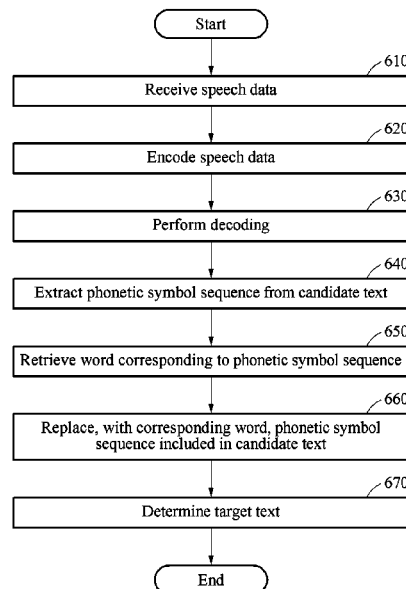 Start
610
Receive speech data
620
Encode speech data
630
Perform decoding
640
Extract phonetic symbol sequence from candidate text
650
Retrieve word corresponding to phonetic symbol sequence
660
Replace, with corresponding word, phonetic symbol
sequence included in candidate text
670
Determine target text
End